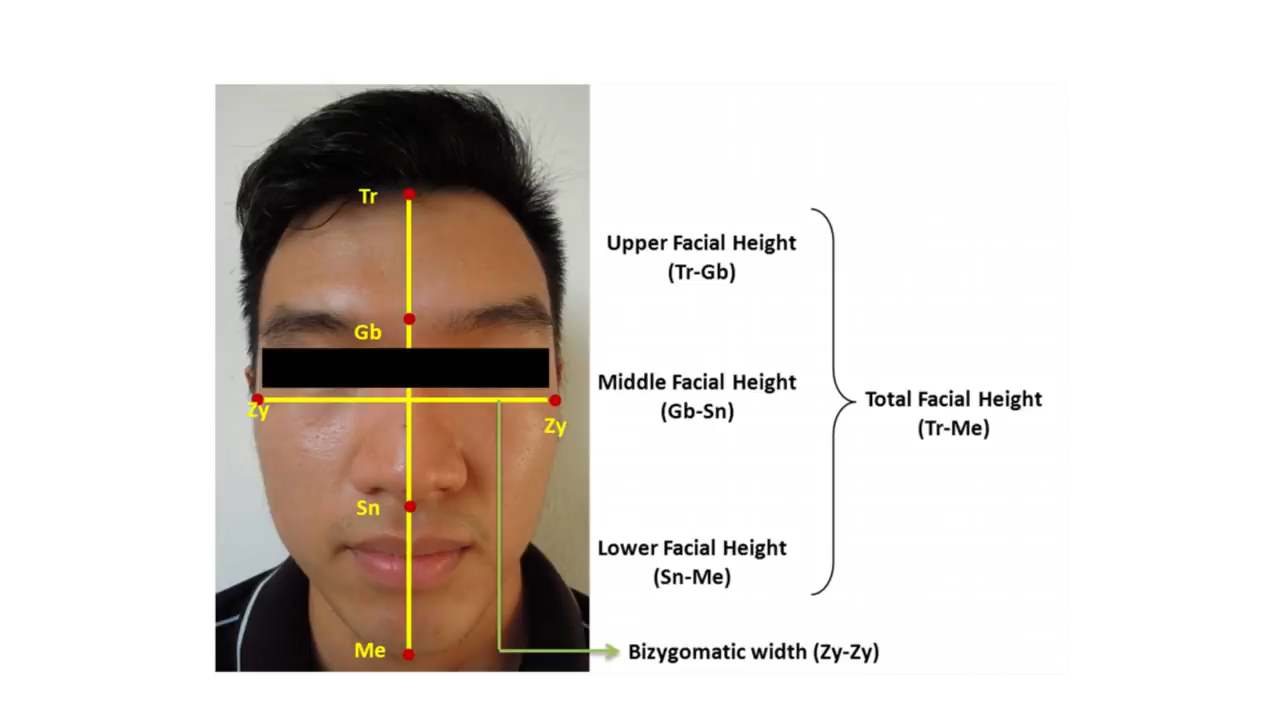 Tr
Gb
Zy
Zy
Sn
Me
Upper Facial Height
(Tr-Gb)
Middle Facial Height
(Gb-Sn)
Lower Facial Height
(Sn-Me)
Total Facial Height
(Tr-Me)
Bizygomatic width (Zy-Zy)